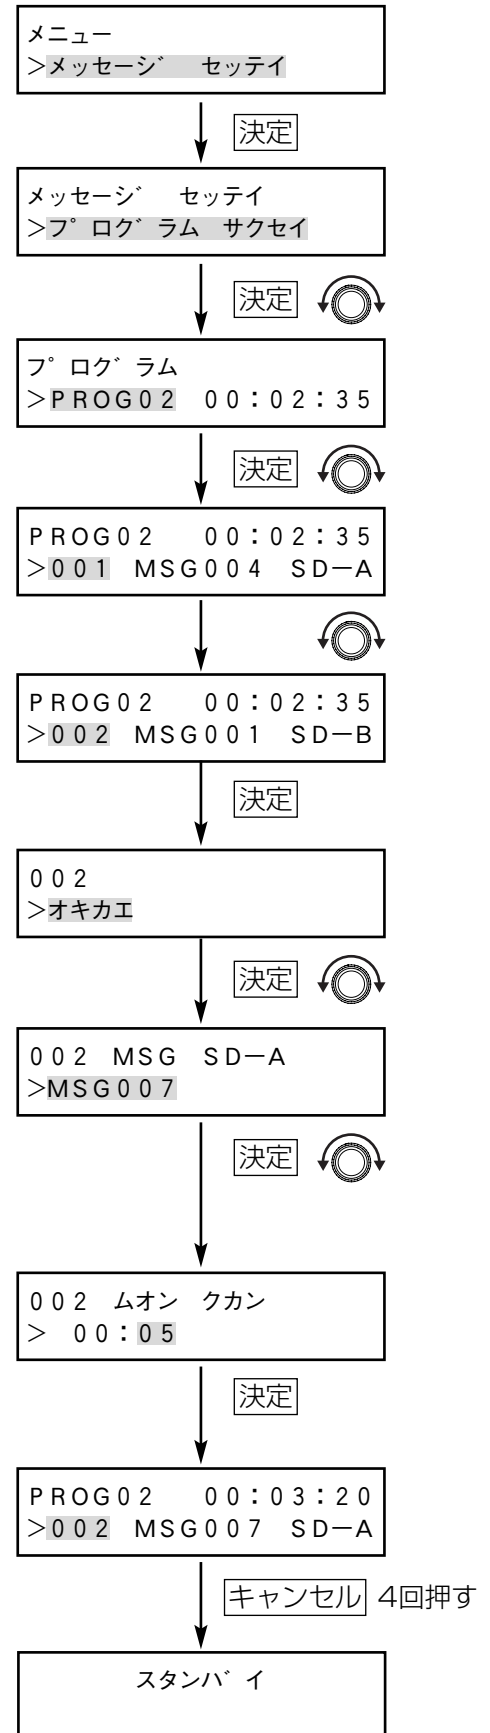 メニュー
>メッセージ セッテイ
決定
メッセージ セッテイ
>プログラム サクセイ
決定
プログラム
>PROG02 00:02:35
決定
PROG02 00:02:35
>001 MSG004 SD-A
PROG02 00:02:35
>002 MSG001 SD-B
決定
002
>オキカエ
決定
002 MSG SD-A
>MSG007
決定
002 ムオン クカン
> 00:05
決定
PROG02 00:03:20
>002 MSG007 SD-A
キャンセル 4回押す
スタンバイ